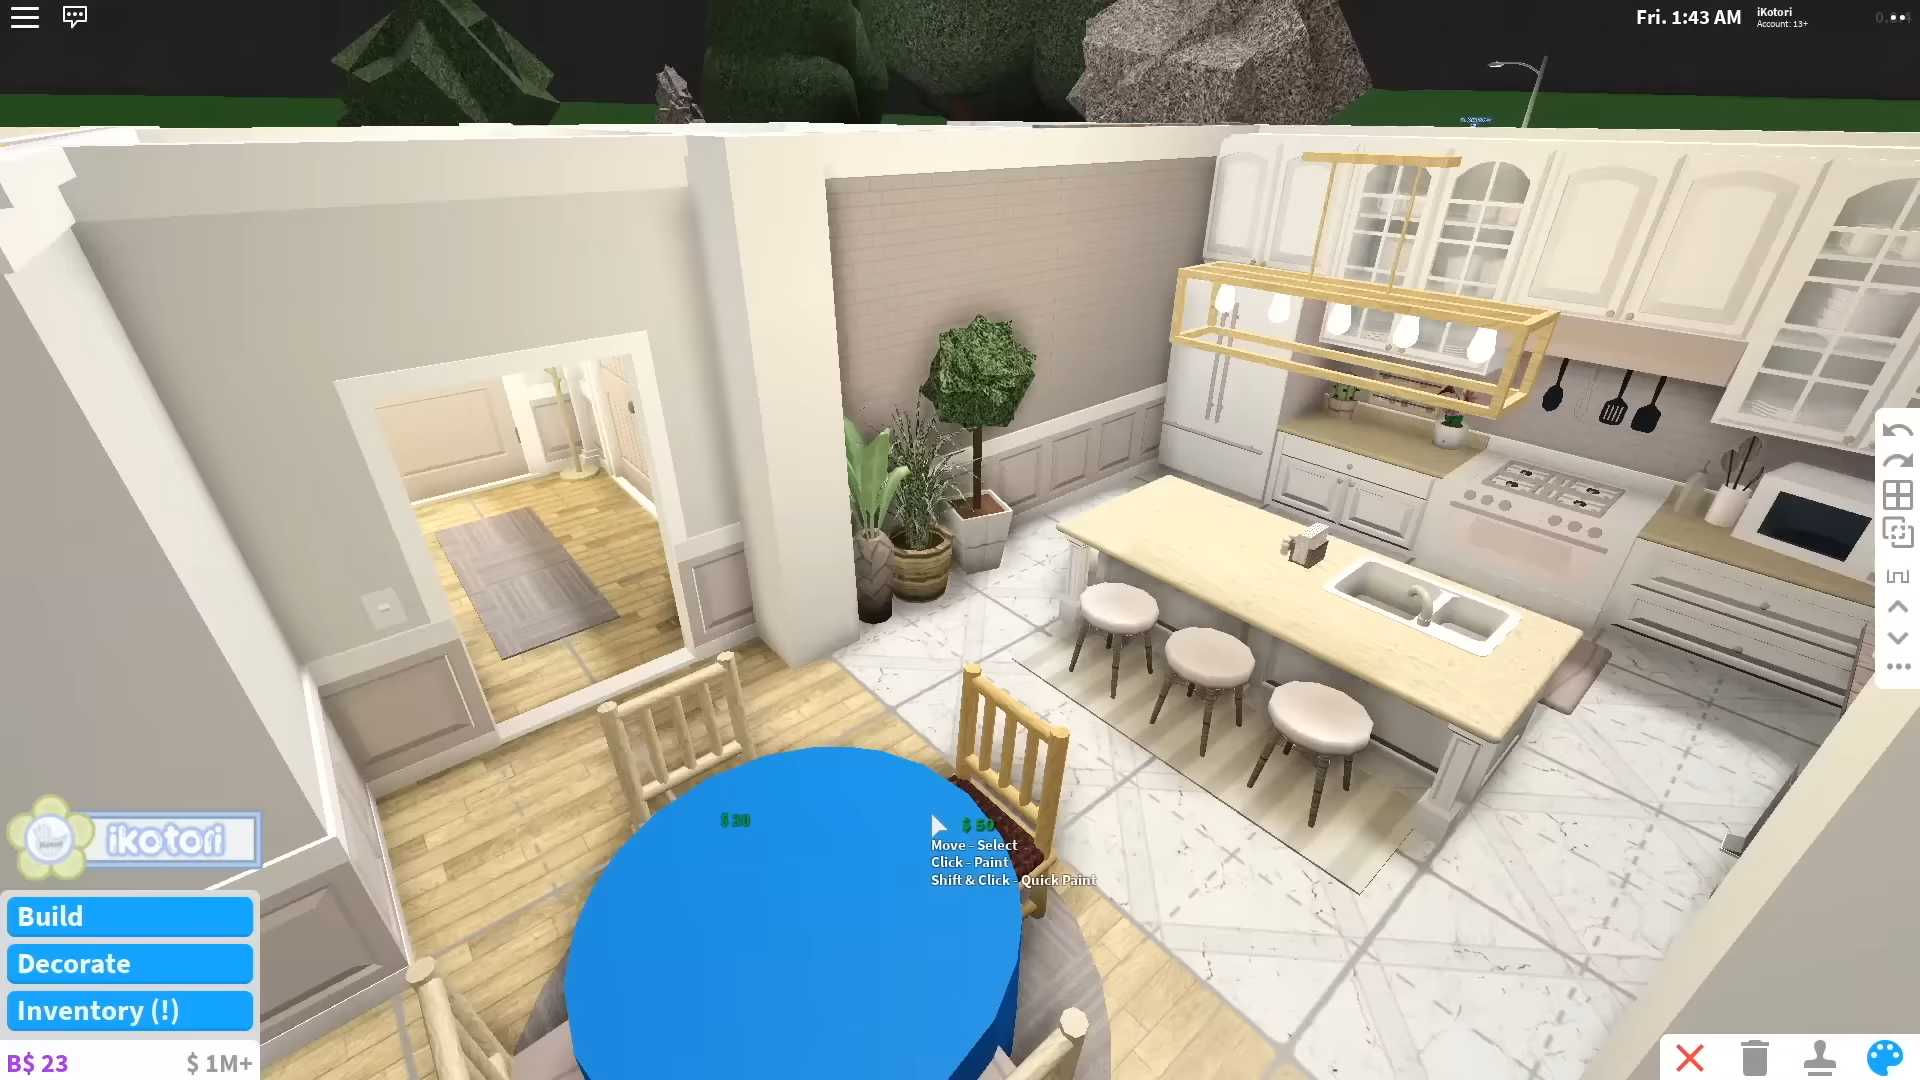 Fri. 1:43 AM
iKotori
Account: 13+
$ 30
$ 50
Move - Select
Click - Paint
Shift & Click - Quick Paint
ikotori
Build
Decorate
Inventory (!)
B$ 23
$ 1M+